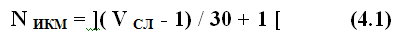 N ИКМ = ]( V СЛ - 1) / 30 + 1 [ (4.1)